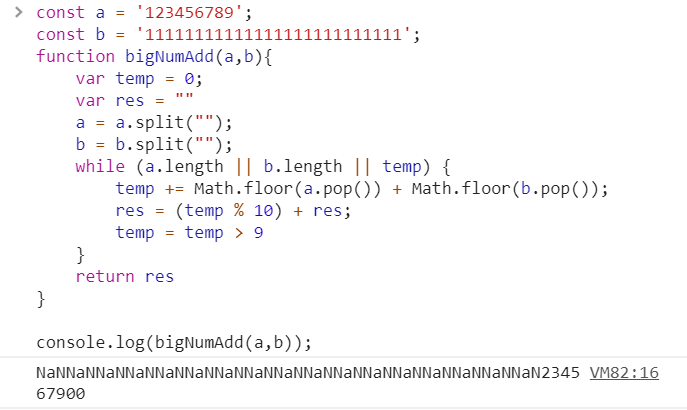 > const a = '123456789';
const b = '11111111111111111111111111';
function bigNumAdd(a,b){
var temp = 0;
var res = ""
a = a.split("");
b = b.split("");
while (a.length || b.length || temp) {
temp += Math.floor(a.pop()) + Math.floor(b.pop());
res = (temp % 10) + res;
temp = temp > 9
}
return res
}
console.log(bigNumAdd(a,b));
NaNNaNNaNNaNNaNNaNNaNNaNNaNNaNNaNNaNNaNNaNNaNNaNNaN2345 VM82:16
67900